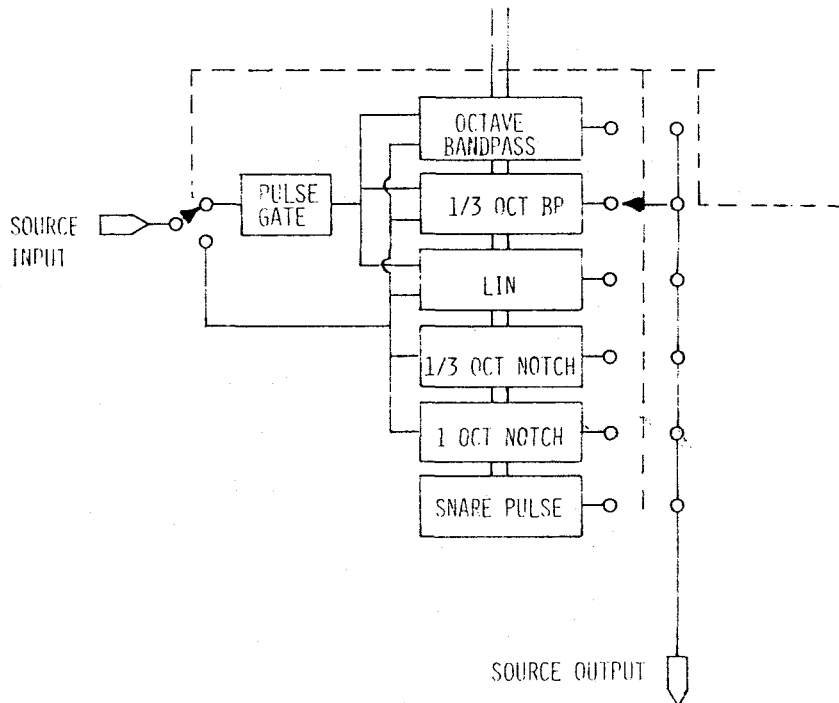 OCTAVE
BANDPASS
PULSE
GATE
1/3 OCT BP
SOURCE
INPUT
LIN
1/3 OCT NOTCH
1 OCT NOTCH
SNARE PULSE
SOURCE OUTPUT